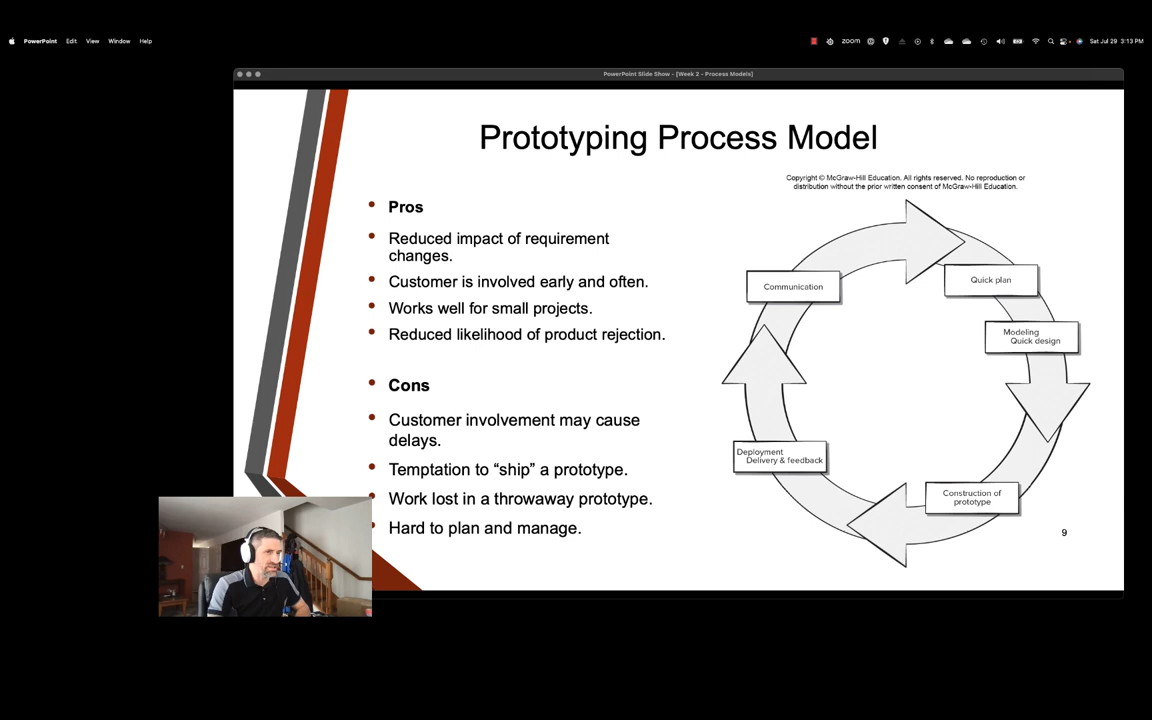 PowerPoint Edit View Window Help
zoom
Sat Jul 29 3:13 PM
PowerPoint Slide Show - [Week 2 - Process Models]
Prototyping Process Model
Copyright © McGraw-Hill Education. All rights reserved. No reproduction or
distribution without the prior written consent of McGraw-Hill Education.
• Pros
• Reduced impact of requirement
changes.
• Customer is involved early and often.
• Works well for small projects.
• Reduced likelihood of product rejection.
• Cons
• Customer involvement may cause
delays.
• Temptation to “ship” a prototype.
• Work lost in a throwaway prototype.
• Hard to plan and manage.
Communication
Quick plan
Modeling
Quick design
Construction of
prototype
Deployment
Delivery & feedback
9